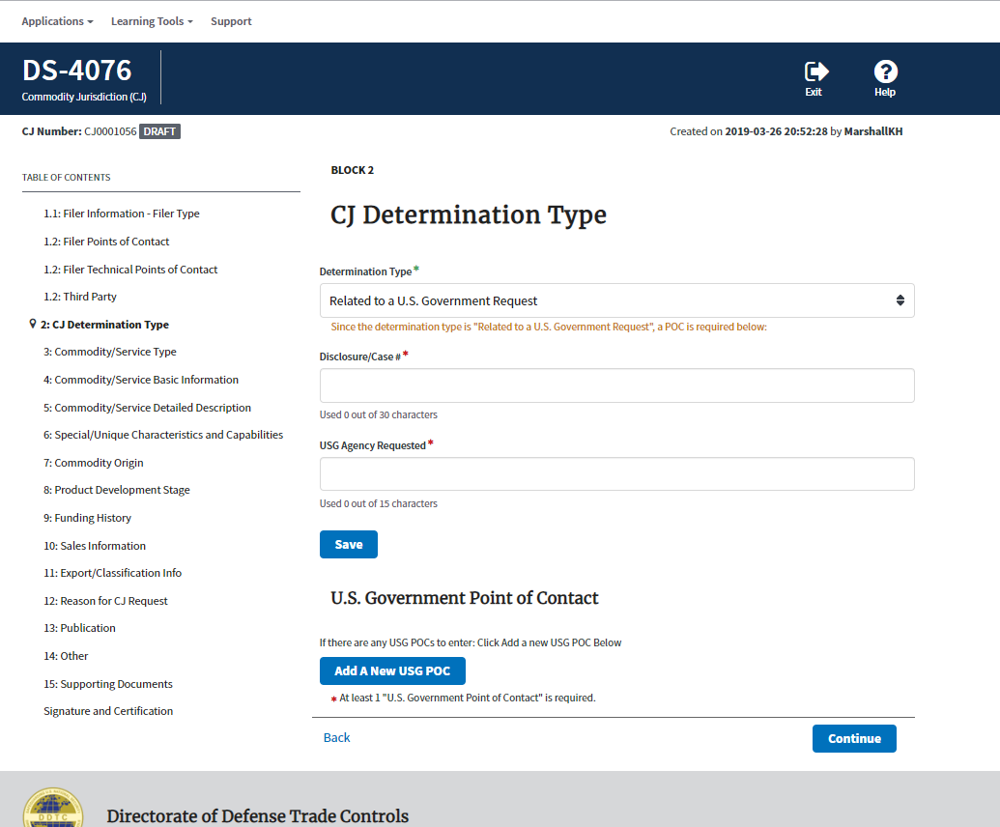 Applications Learning Tools Support
DS-4076
Commodity Jurisdiction (CJ)
Exit
Help
CJ Number: CJ0001056 DRAFT
Created on 2019-03-26 20:52:28 by MarshallKH
TABLE OF CONTENTS
1.1: Filer Information - Filer Type
1.2: Filer Points of Contact
1.2: Filer Technical Points of Contact
1.2: Third Party
2: CJ Determination Type
3: Commodity/Service Type
4: Commodity/Service Basic Information
5: Commodity/Service Detailed Description
6: Special/Unique Characteristics and Capabilities
7: Commodity Origin
8: Product Development Stage
9: Funding History
10: Sales Information
11: Export/Classification Info
12: Reason for CJ Request
13: Publication
14: Other
15: Supporting Documents
Signature and Certification
BLOCK 2
CJ Determination Type
Determination Type*
Related to a U.S. Government Request
Since the determination type is "Related to a U.S. Government Request", a POC is required below:
Disclosure/Case #*
Used 0 out of 30 characters
USG Agency Requested*
Used 0 out of 15 characters
Save
U.S. Government Point of Contact
If there are any USG POCs to enter: Click Add a new USG POC Below
Add A New USG POC
* At least 1 "U.S. Government Point of Contact" is required.
Back
Continue
DDTC
Directorate of Defense Trade Controls